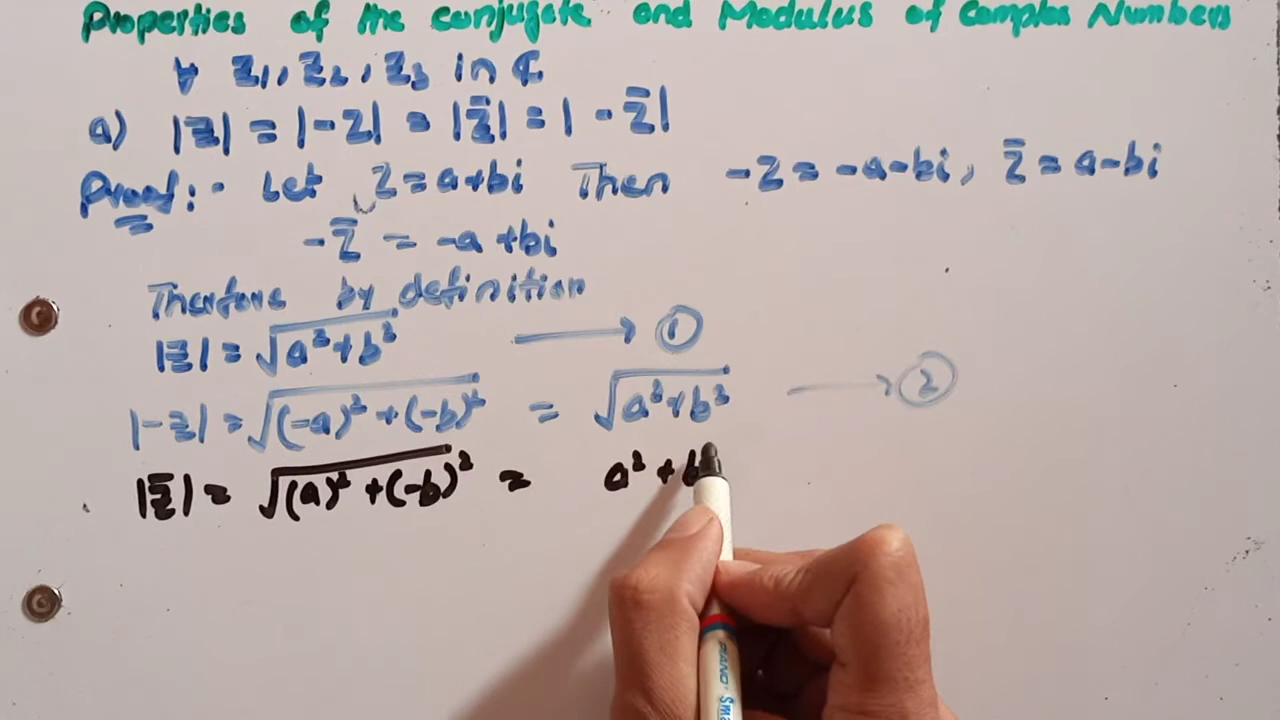 Properties of the Conjugate and Modulus of Complex Numbers
∀ z₁, z₂, z₃ in ℂ
a) |z| = |-z| = |z̄| = |-z̄|
Proof:- Let z = a+bi Then -z = -a-bi, z̄ = a-bi
-z̄ = -a+bi
Therefore by definition
|z| = √(a²+b²) → ①
|-z| = √((-a)²+(-b)²) = √(a²+b²) → ②
|z̄| = √((a)²+(-b)²) = a²+b
PIANO